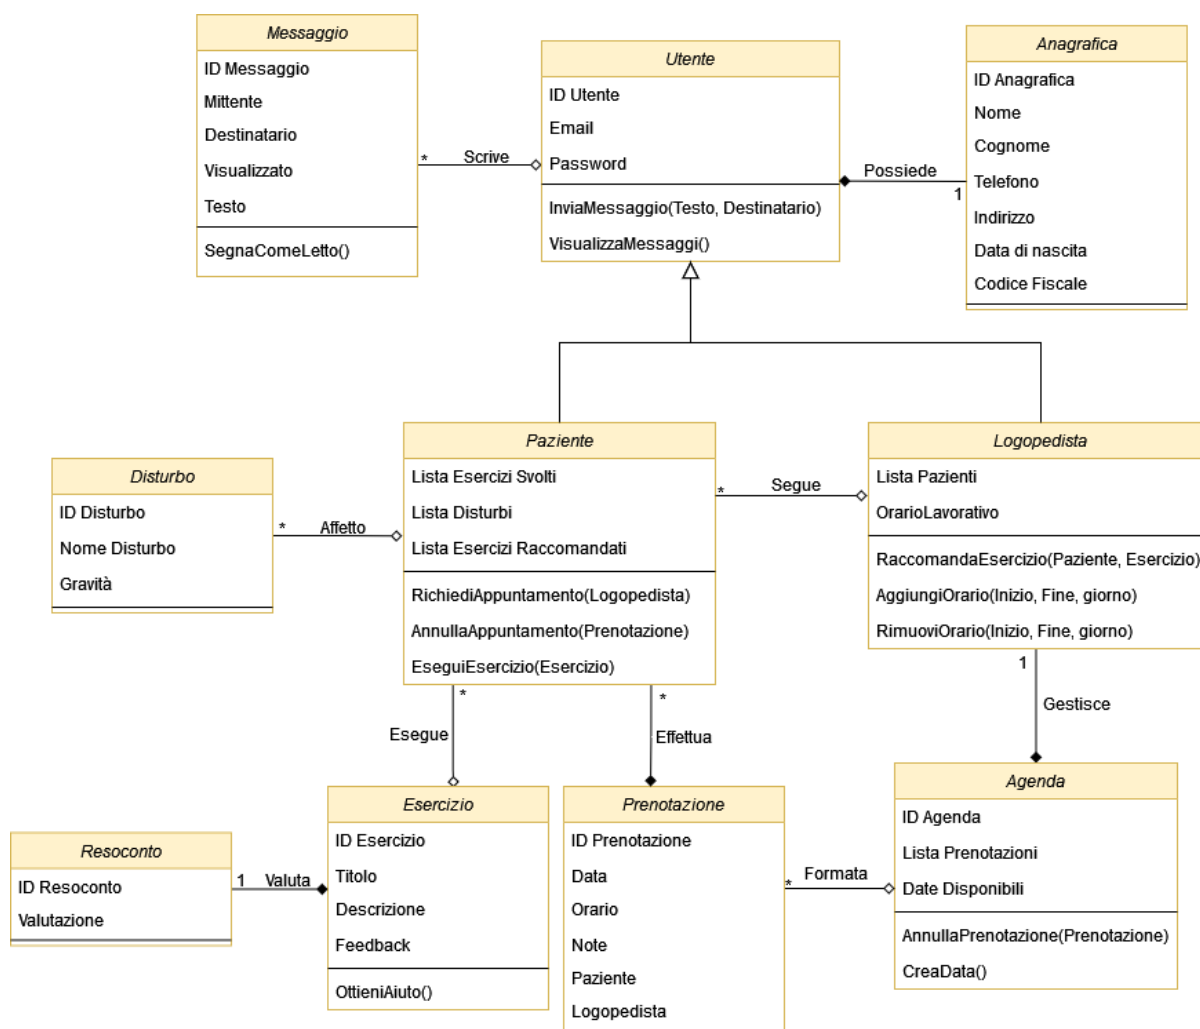 Messaggio
ID Messaggio
Mittente
Destinatario
Visualizzato
Testo
SegnaComeLetto()
*
Scrive
Utente
ID Utente
Email
Password
InviaMessaggio(Testo, Destinatario)
VisualizzaMessaggi()
Possiede
1
Anagrafica
ID Anagrafica
Nome
Cognome
Telefono
Indirizzo
Data di nascita
Codice Fiscale
Disturbo
ID Disturbo
Nome Disturbo
Gravità
*
Affetto
Paziente
Lista Esercizi Svolti
Lista Disturbi
Lista Esercizi Raccomandati
RichiediAppuntamento(Logopedista)
AnnullaAppuntamento(Prenotazione)
EseguiEsercizio(Esercizio)
*
Segue
Logopedista
Lista Pazienti
OrarioLavorativo
RaccomandaEsercizio(Paziente, Esercizio)
AggiungiOrario(Inizio, Fine, giorno)
RimuoviOrario(Inizio, Fine, giorno)
*
Esegue
*
Effettua
1
Gestisce
Resoconto
ID Resoconto
Valutazione
1
Valuta
Esercizio
ID Esercizio
Titolo
Descrizione
Feedback
OttieniAiuto()
Prenotazione
ID Prenotazione
Data
Orario
Note
Paziente
Logopedista
*
Formata
Agenda
ID Agenda
Lista Prenotazioni
Date Disponibili
AnnullaPrenotazione(Prenotazione)
CreaData()